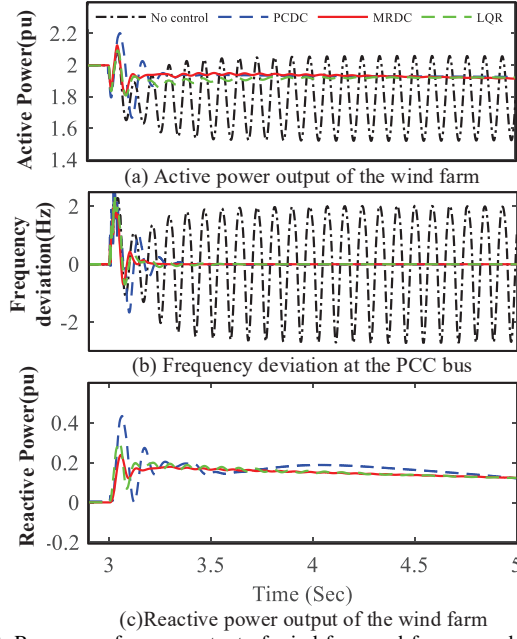 No control PCDC MRDC LQR
Active Power(pu)
2.2
2
1.8
1.6
1.4
(a) Active power output of the wind farm
Frequency
deviation(Hz)
2
0
-2
(b) Frequency deviation at the PCC bus
Reactive Power(pu)
0.4
0.2
0
-0.2
3 3.5 4 4.5 5
Time (Sec)
(c)Reactive power output of the wind farm